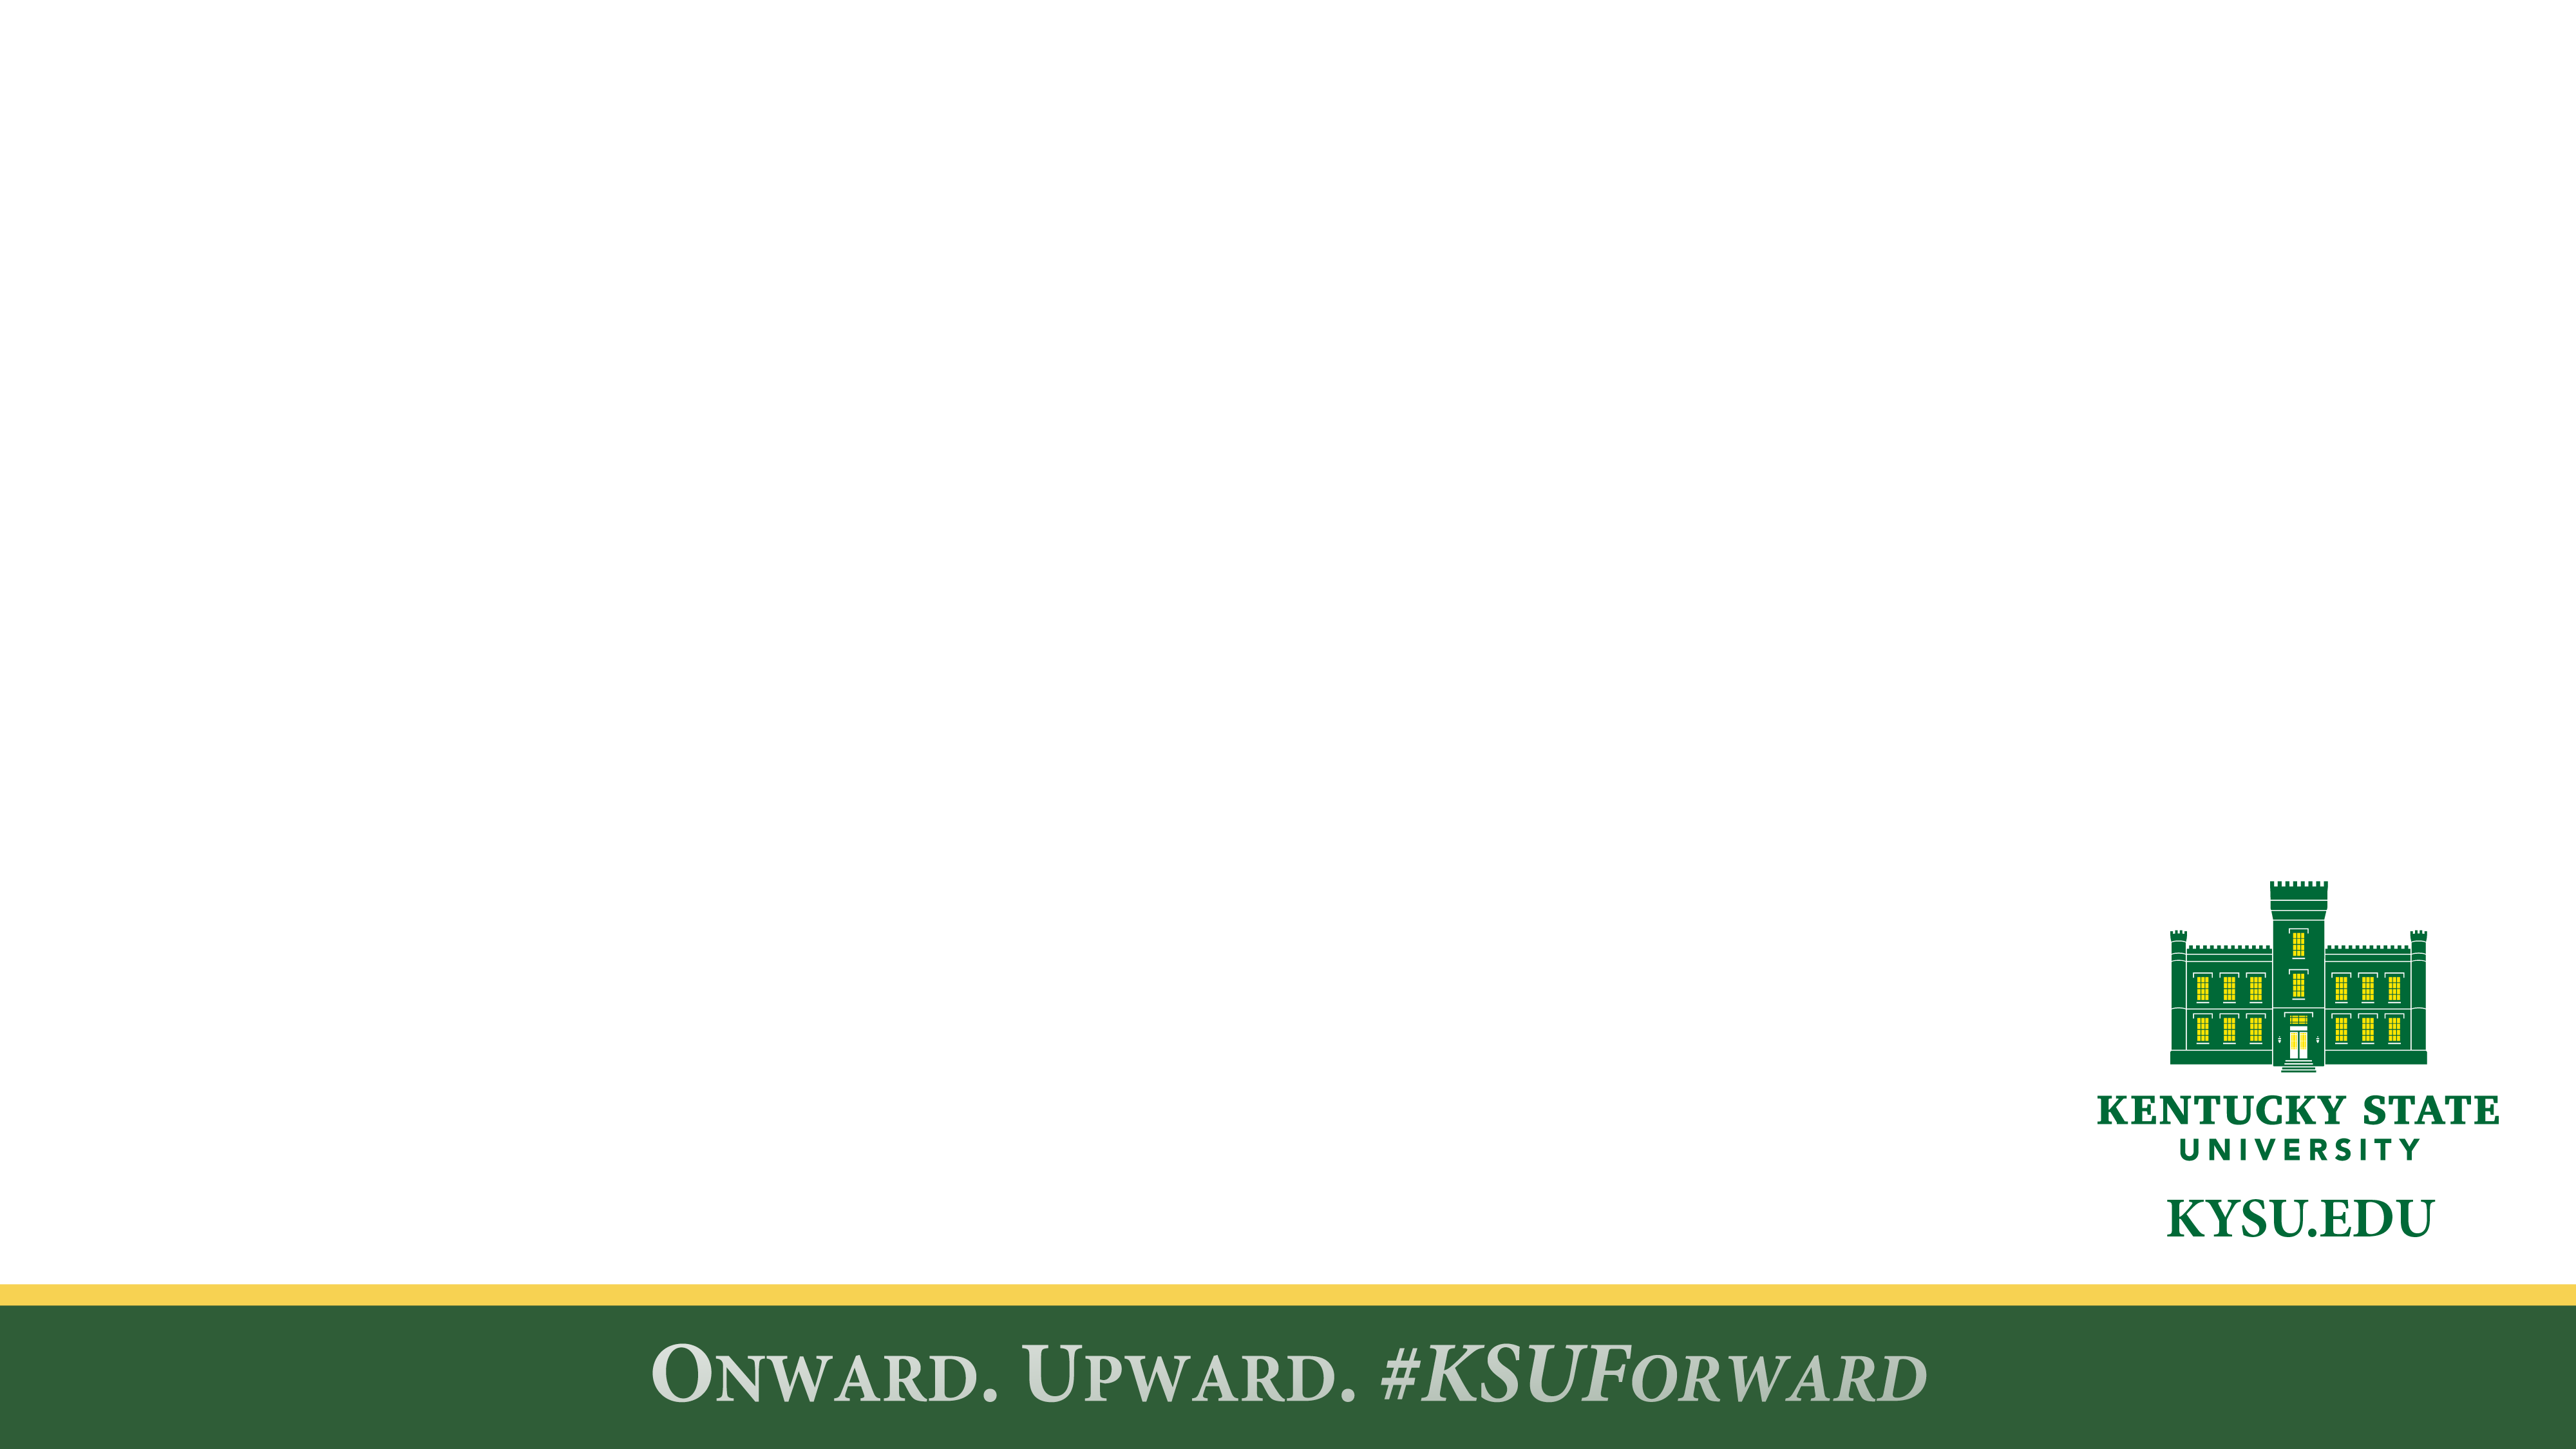 KENTUCKY STATE
UNIVERSITY
KYSU.EDU
ONWARD. UPWARD. #KSUFORWARD